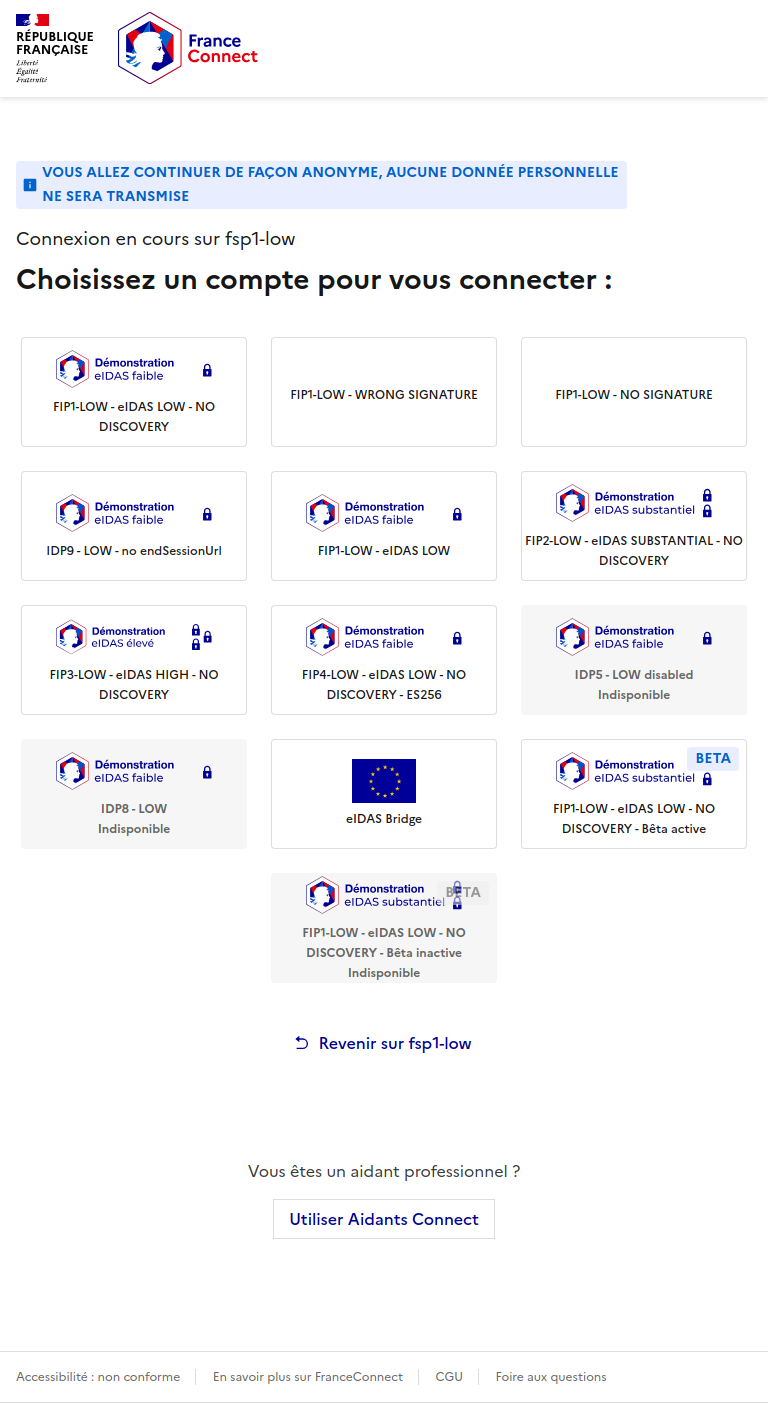 RÉPUBLIQUE
FRANÇAISE
Liberté
Égalité
Fraternité
France
Connect
VOUS ALLEZ CONTINUER DE FAÇON ANONYME, AUCUNE DONNÉE PERSONNELLE
NE SERA TRANSMISE
Connexion en cours sur fsp1-low
Choisissez un compte pour vous connecter :
Démonstration
eIDAS faible
FIP1-LOW - eIDAS LOW - NO
DISCOVERY
FIP1-LOW - WRONG SIGNATURE
FIP1-LOW - NO SIGNATURE
Démonstration
eIDAS faible
IDP9 - LOW - no endSessionUrl
Démonstration
eIDAS faible
FIP1-LOW - eIDAS LOW
Démonstration
eIDAS substantiel
FIP2-LOW - eIDAS SUBSTANTIAL - NO
DISCOVERY
Démonstration
eIDAS élevé
FIP3-LOW - eIDAS HIGH - NO
DISCOVERY
Démonstration
eIDAS faible
FIP4-LOW - eIDAS LOW - NO
DISCOVERY - ES256
Démonstration
eIDAS faible
IDP5 - LOW disabled
Indisponible
Démonstration
eIDAS faible
IDP8 - LOW
Indisponible
eIDAS Bridge
BETA
Démonstration
eIDAS substantiel
FIP1-LOW - eIDAS LOW - NO
DISCOVERY - Bêta active
BETA
Démonstration
eIDAS substantiel
FIP1-LOW - eIDAS LOW - NO
DISCOVERY - Bêta inactive
Indisponible
Revenir sur fsp1-low
Vous êtes un aidant professionnel ?
Utiliser Aidants Connect
Accessibilité : non conforme
En savoir plus sur FranceConnect
CGU
Foire aux questions